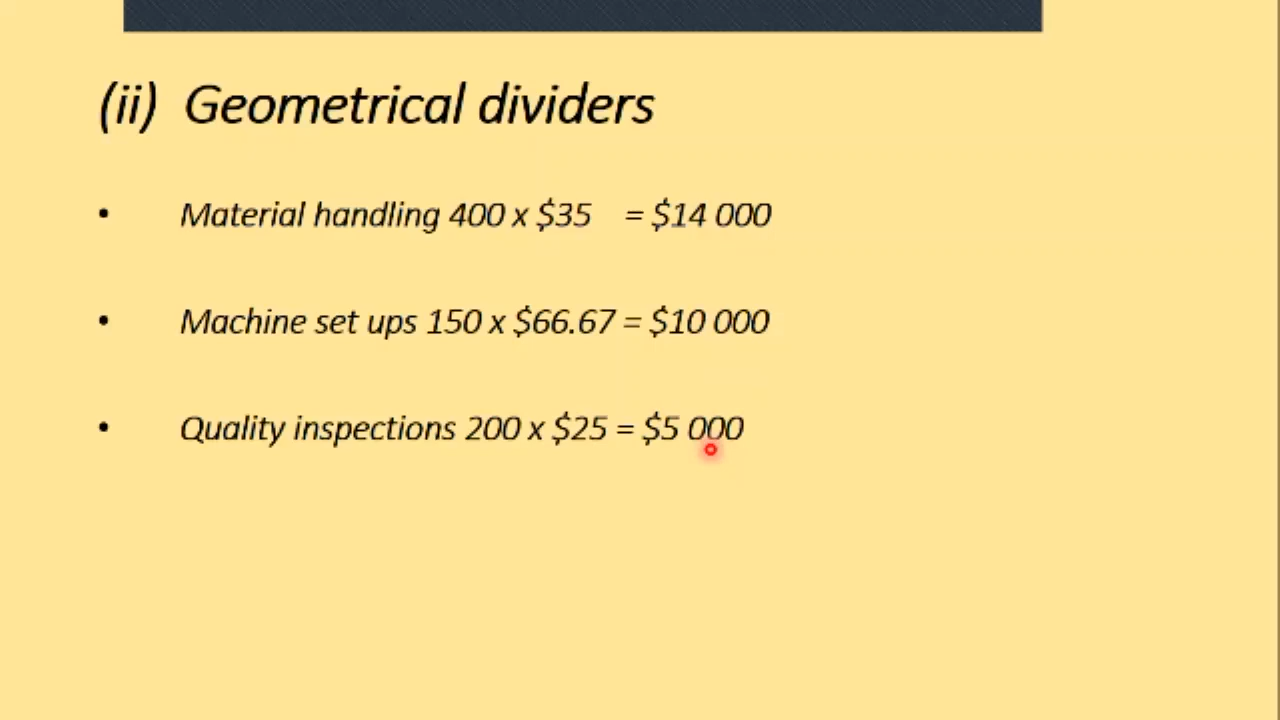 (ii) Geometrical dividers
• Material handling 400 x $35 = $14 000
• Machine set ups 150 x $66.67 = $10 000
• Quality inspections 200 x $25 = $5 000